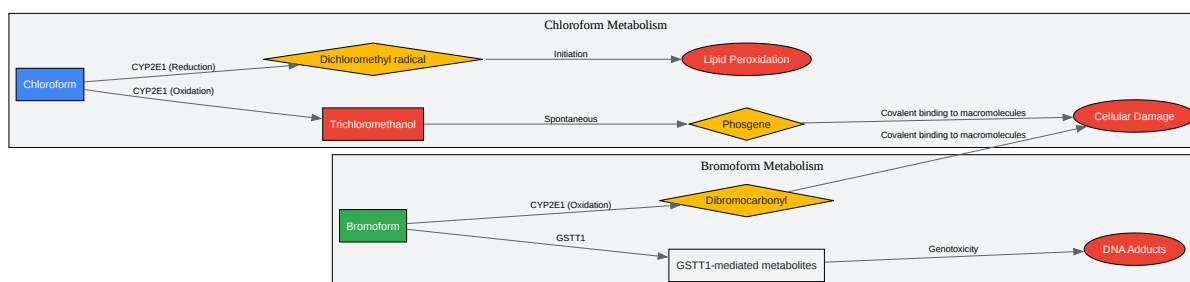 Chloroform Metabolism
Chloroform
CYP2E1 (Reduction)
Dichloromethyl radical
Initiation
Lipid Peroxidation
CYP2E1 (Oxidation)
Trichloromethanol
Spontaneous
Phosgene
Covalent binding to macromolecules
Cellular Damage
Covalent binding to macromolecules
Bromoform Metabolism
Bromoform
CYP2E1 (Oxidation)
Dibromocarbonyl
GSTT1
GSTT1-mediated metabolites
Genotoxicity
DNA Adducts